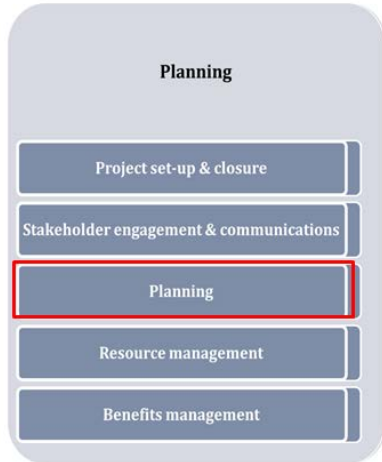 Planning
Project set-up & closure
Stakeholder engagement & communications
Planning
Resource management
Benefits management